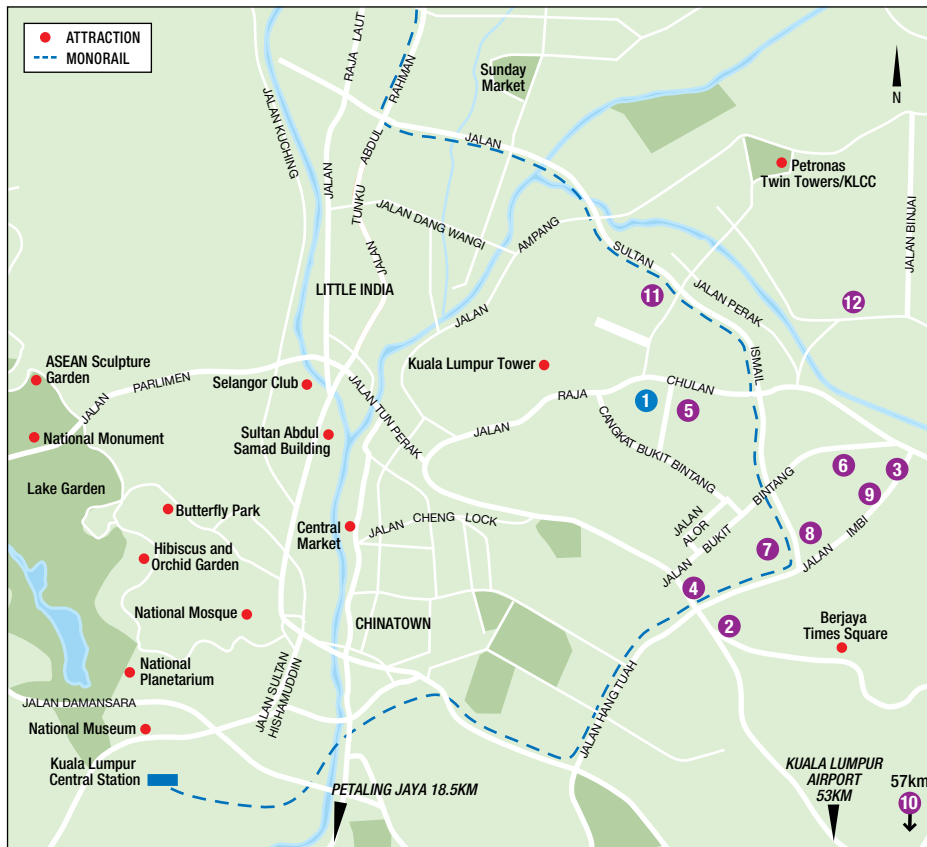 ATTRACTION
MONORAIL
N
JALAN KUCHING
RAJA LAUT
JALAN
RAHMAN
ABDUL
TUNKU
JALAN
Sunday
Market
JALAN
SULTAN
ISMAIL
Petronas
Twin Towers/KLCC
JALAN BINJAI
JALAN DANG WANGI
AMPANG
JALAN
JALAN PERAK
LITTLE INDIA
11
12
ASEAN Sculpture
Garden
JALAN
PARLIMEN
Selangor Club
Kuala Lumpur Tower
JALAN TUN PERAK
JALAN
RAJA
CHULAN
1
5
National Monument
Sultan Abdul
Samad Building
CANGKAT BUKIT BINTANG
JALAN
BUKIT
BINTANG
JALAN
ALOR
6
3
9
Lake Garden
Butterfly Park
Central
Market
JALAN
CHENG
LOCK
7
8
JALAN
IMBI
Hibiscus and
Orchid Garden
4
2
National Mosque
CHINATOWN
Berjaya
Times Square
National
Planetarium
JALAN SULTAN
HISHAMUDDIN
JALAN HANG TUAH
JALAN DAMANSARA
National Museum
Kuala Lumpur
Central Station
PETALING JAYA 18.5KM
KUALA LUMPUR
AIRPORT
53KM
57km
10